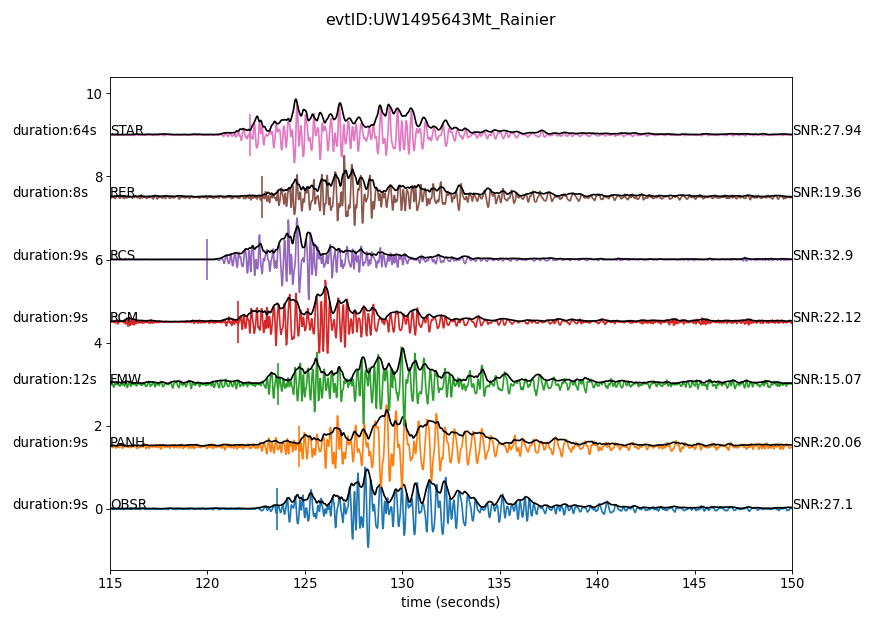 evtID:UW1495643Mt_Rainier
10
duration:64s STAR SNR:27.94
8
duration:8s RER SNR:19.36
duration:9s RCS SNR:32.9
6
duration:9s RCM SNR:22.12
4
duration:12s FMW SNR:15.07
2
duration:9s PANH SNR:20.06
duration:9s OBSR SNR:27.1
0
115 120 125 130 135 140 145 150
time (seconds)